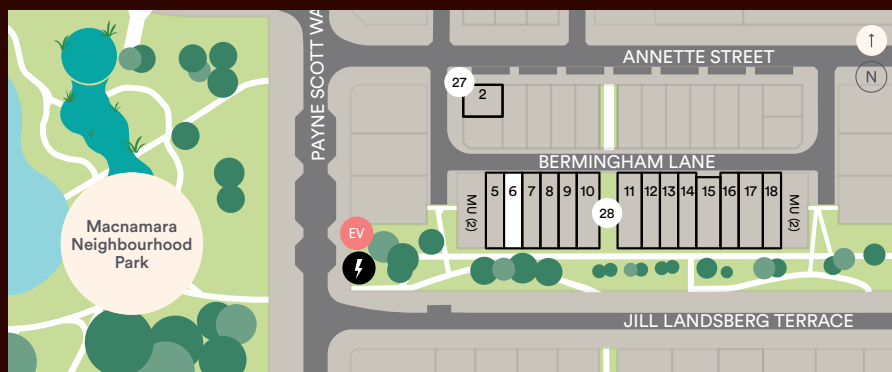 PAYNE SCOTT WA
ANNETTE STREET
↑
N
27
2
BERMINGHAM LANE
MU (2)
5 6 7 8 9 10
28
11 12 13 14 15 16 17 18
MU (2)
Macnamara
Neighbourhood
Park
EV
JILL LANDSBERG TERRACE